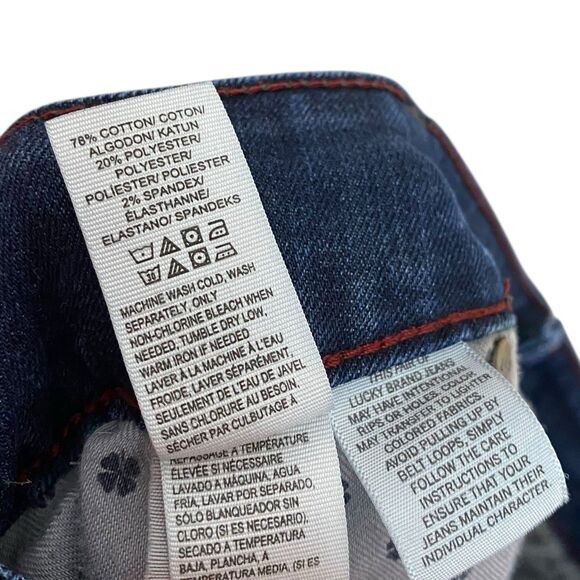 78% COTTON/ COTON/
ALGODÓN/ KATUN
20% POLYESTER/
POLYESTER/
POLIÉSTER/ POLIESTER
2% SPANDEX/
ÉLASTHANNE/
ELASTANO/ SPANDEKS
MACHINE WASH COLD, WASH
SEPARATELY, ONLY
NON-CHLORINE BLEACH WHEN
NEEDED, TUMBLE DRY LOW,
WARM IRON IF NEEDED
LAVER À LA MACHINE À L'EAU
FROIDE, LAVER SÉPARÉMENT,
SEULEMENT DE L'EAU DE JAVEL
SANS CHLORURE AU BESOIN,
SÉCHER PAR CULBUTAGE À
REPASSAGE À TEMPÉRATURE
ÉLEVÉE SI NÉCESSAIRE
LAVADO A MÁQUINA, AGUA
FRÍA, LAVAR POR SEPARADO,
SÓLO BLANQUEADOR SIN
CLORO (SI ES NECESARIO),
SECADO A TEMPERATURA
BAJA, PLANCHA, A
TEMPERATURA MEDIA, (SI ES
THIS PAIR OF
LUCKY BRAND JEANS
MAY HAVE INTENTIONAL
RIPS OR HOLES. COLOR
MAY TRANSFER TO LIGHTER
COLORED FABRICS.
AVOID PULLING UP BY
BELT LOOPS, SIMPLY
FOLLOW THE CARE
INSTRUCTIONS TO
ENSURE THAT YOUR
JEANS MAINTAIN THEIR
INDIVIDUAL CHARACTER